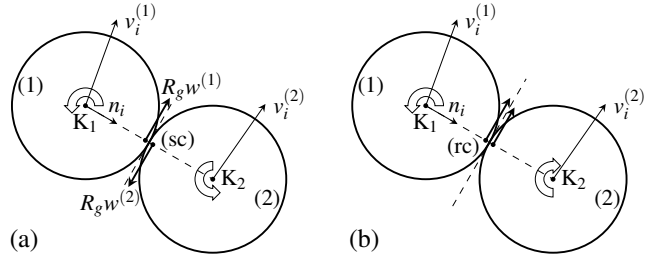 v_i^{(1)}
(1)
R_g w^{(1)}
n_i
K_1
v_i^{(2)}
(sc)
K_2
R_g w^{(2)}
(2)
(a)
v_i^{(1)}
(1)
n_i
K_1
v_i^{(2)}
(rc)
K_2
(2)
(b)